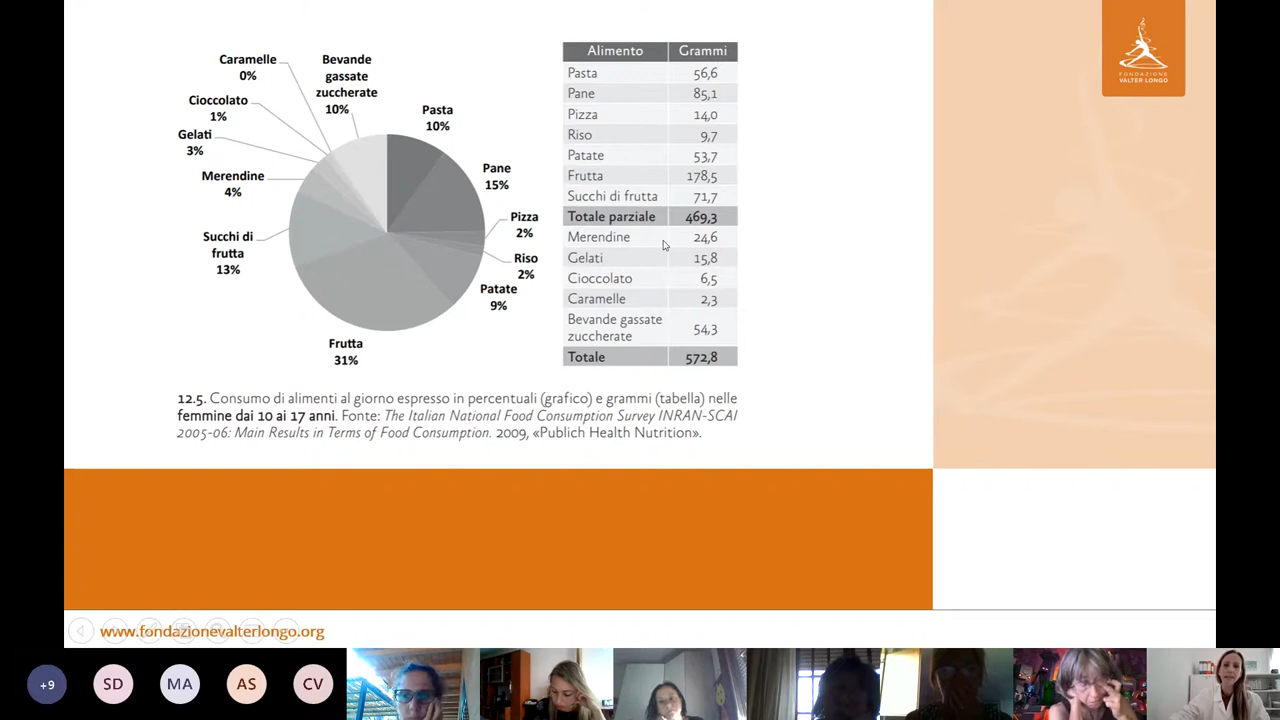 Caramelle
0%
Bevande
gassate
zuccherate
10%
Cioccolato
1%
Pasta
10%
Gelati
3%
Pane
15%
Merendine
4%
Pizza
2%
Succhi di
frutta
13%
Riso
2%
Patate
9%
Frutta
31%
Alimento Grammi
Pasta 56,6
Pane 85,1
Pizza 14,0
Riso 9,7
Patate 53,7
Frutta 178,5
Succhi di frutta 71,7
Totale parziale 469,3
Merendine 24,6
Gelati 15,8
Cioccolato 6,5
Caramelle 2,3
Bevande gassate
zuccherate 54,3
Totale 572,8
12.5. Consumo di alimenti al giorno espresso in percentuali (grafico) e grammi (tabella) nelle
femmine dai 10 ai 17 anni. Fonte: The Italian National Food Consumption Survey INRAN-SCAI
2005-06: Main Results in Terms of Food Consumption. 2009, «Publich Health Nutrition».
FONDAZIONE
VALTER LONGO
www.fondazionevalterlongo.org
+9 SD MA AS CV